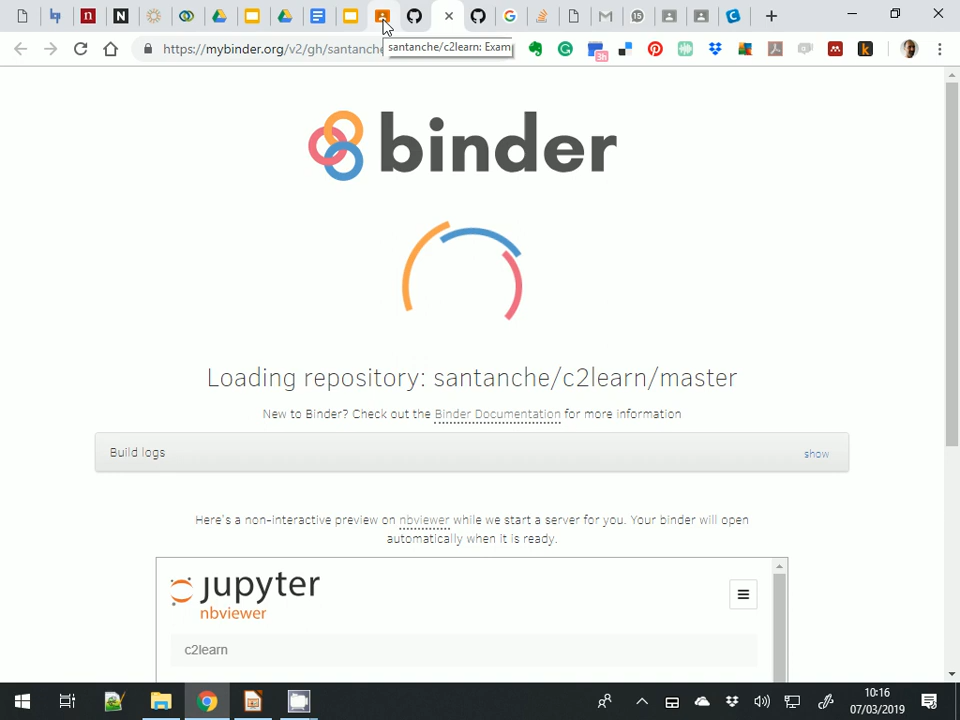 https://mybinder.org/v2/gh/santanche
santanche/c2learn: Exam
3h
15
binder
Loading repository: santanche/c2learn/master
New to Binder? Check out the Binder Documentation for more information
Build logs
show
Here's a non-interactive preview on nbviewer while we start a server for you. Your binder will open
automatically when it is ready.
jupyter
nbviewer
c2learn
10:16
07/03/2019